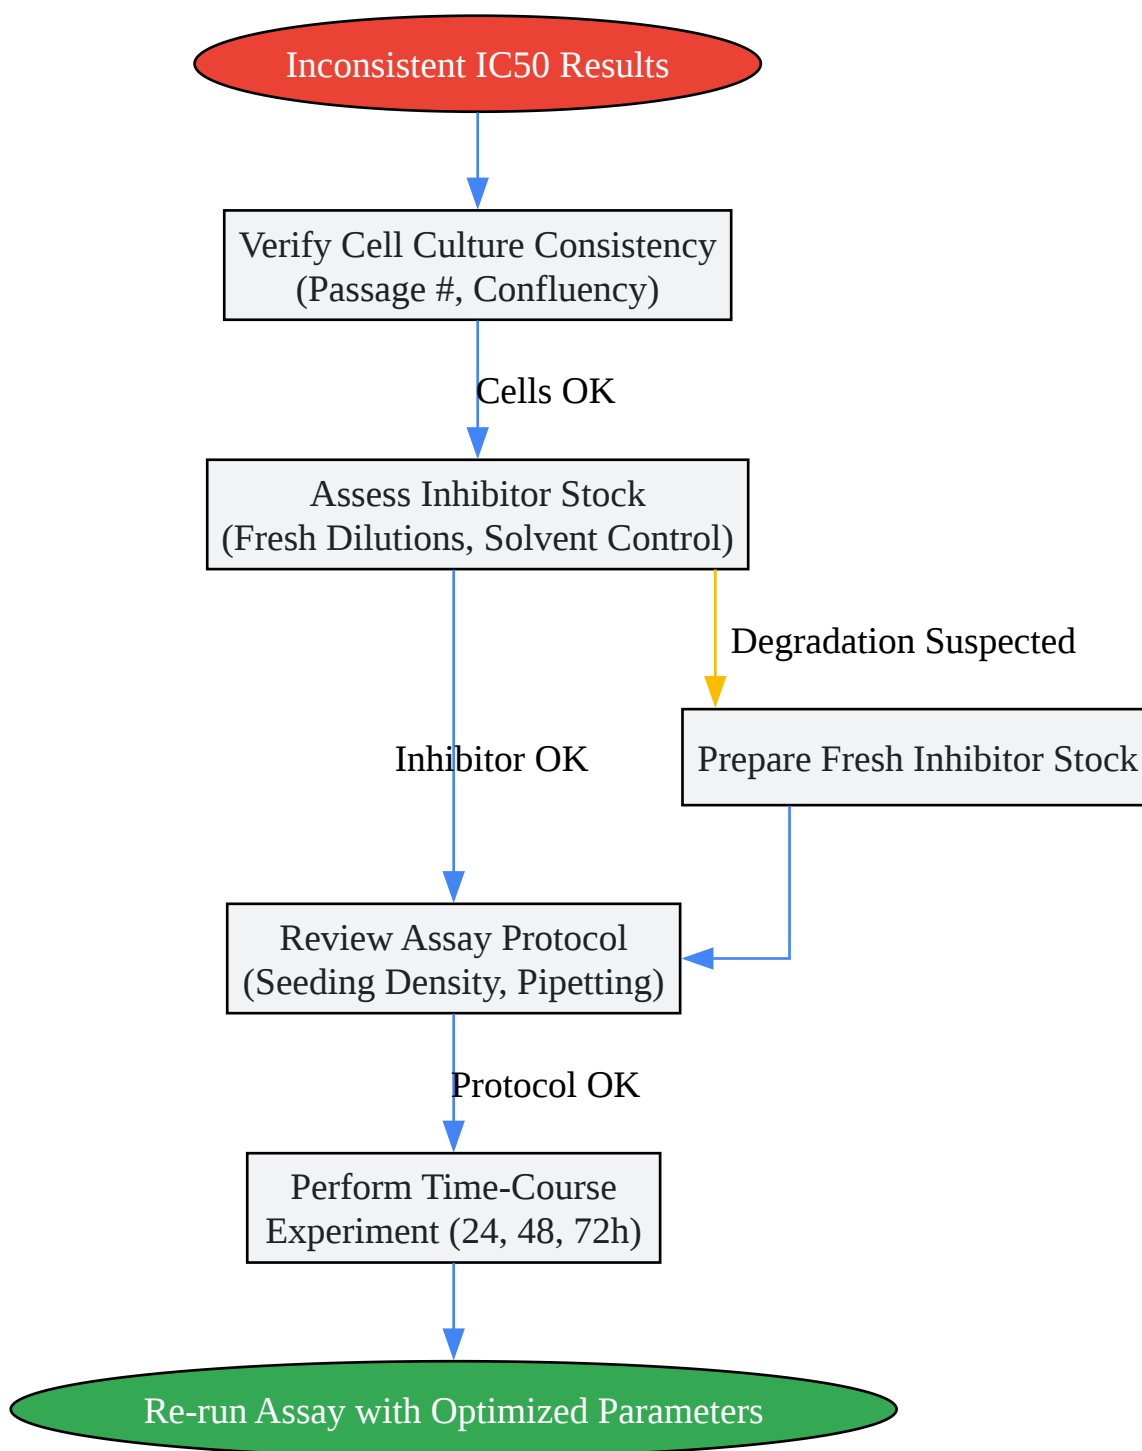 Inconsistent IC50 Results
Verify Cell Culture Consistency
(Passage #, Confluency)
Cells OK
Assess Inhibitor Stock
(Fresh Dilutions, Solvent Control)
Degradation Suspected
Inhibitor OK
Prepare Fresh Inhibitor Stock
Review Assay Protocol
(Seeding Density, Pipetting)
Protocol OK
Perform Time-Course
Experiment (24, 48, 72h)
Re-run Assay with Optimized Parameters